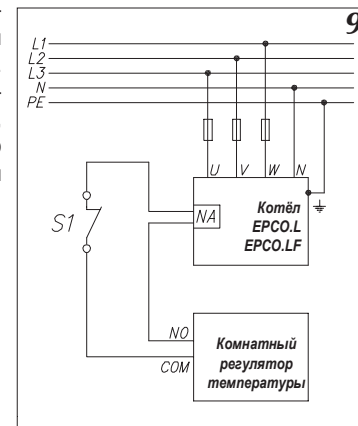 9
L1
L2
L3
N
PE
U V W N
S1
NA
Котёл
EPCO.L
EPCO.LF
NO
COM
Комнатный
регулятор
температуры